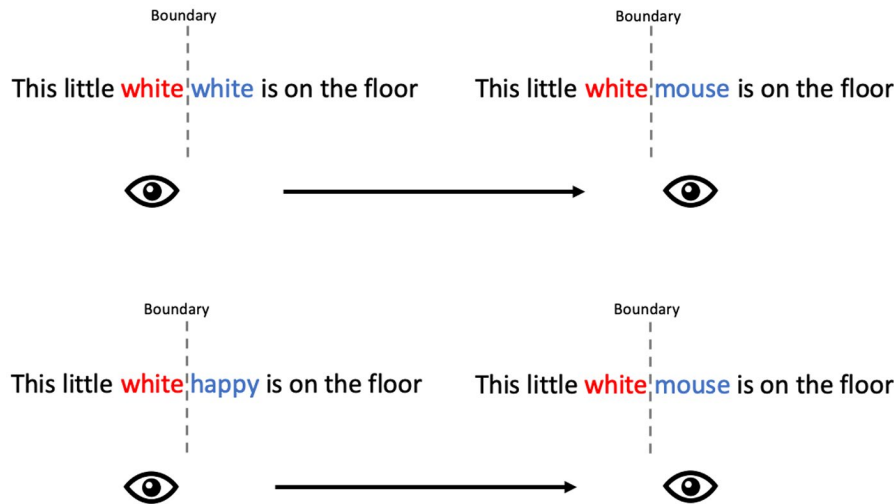 Boundary
Boundary
This little white white is on the floor
This little white mouse is on the floor
Boundary
Boundary
This little white happy is on the floor
This little white mouse is on the floor